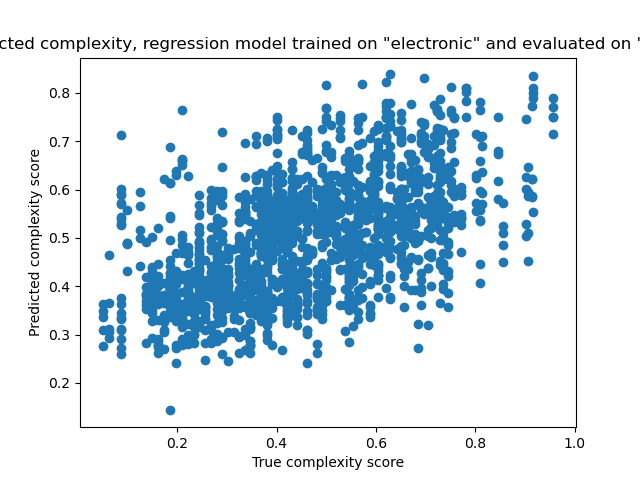 complexity, regression model trained on "electronic" and evaluated on "
0.8
0.7
0.6
0.5
0.4
0.3
0.2
Predicted complexity score
0.2 0.4 0.6 0.8 1.0
True complexity score